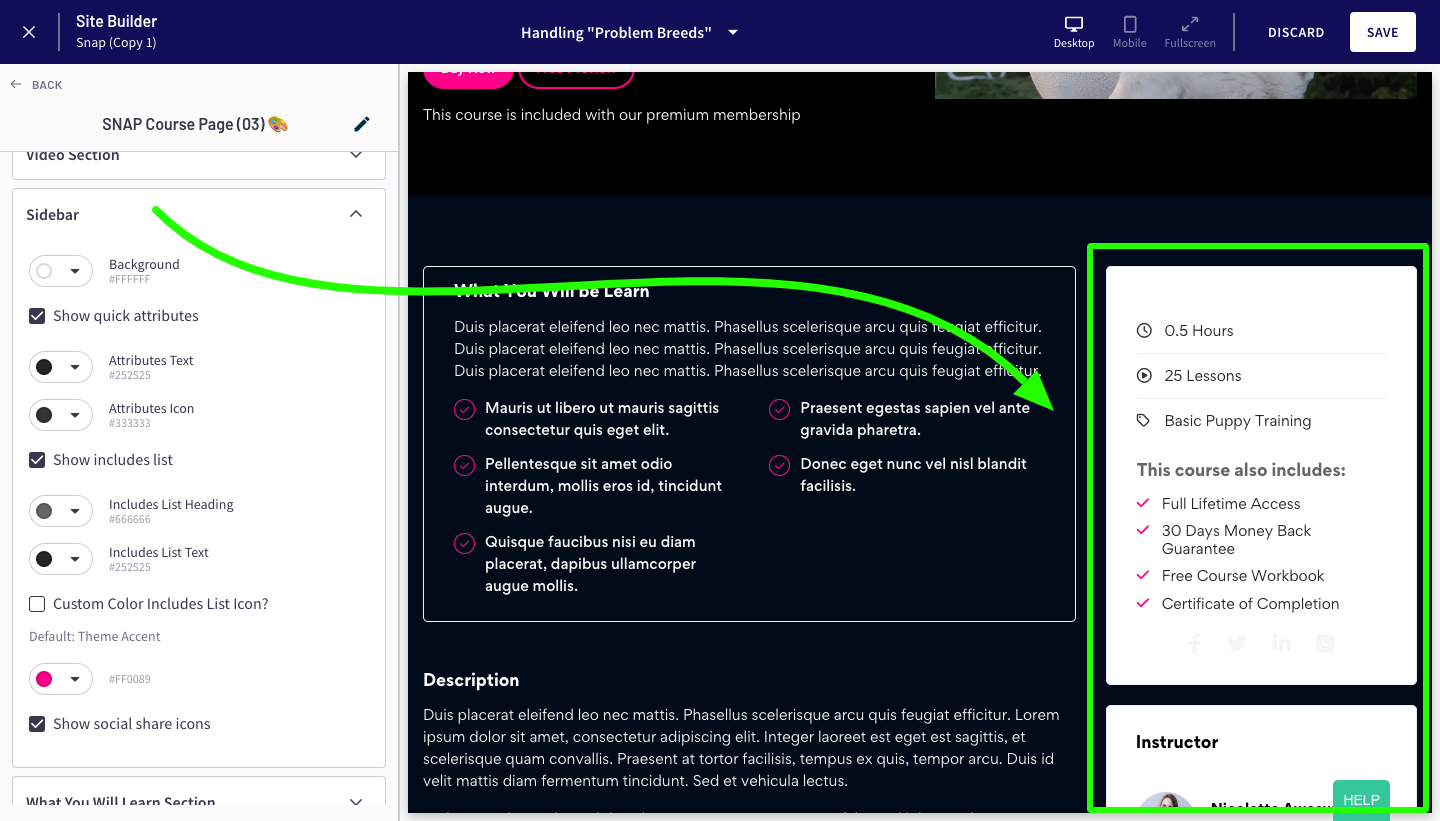 Site Builder
Snap (Copy 1)
Handling "Problem Breeds"
Desktop
Mobile
Fullscreen
DISCARD
SAVE
BACK
SNAP Course Page (03)
Video Section
Sidebar
Background
#FFFFFF
Show quick attributes
Attributes Text
#252525
Attributes Icon
#333333
Show includes list
Includes List Heading
#666666
Includes List Text
#252525
Custom Color Includes List Icon?
Default: Theme Accent
#FF0089
Show social share icons
What You Will Learn Section
This course is included with our premium membership
What You Will be Learn
Duis placerat eleifend leo nec mattis. Phasellus scelerisque arcu quis feugiat efficitur.
Duis placerat eleifend leo nec mattis. Phasellus scelerisque arcu quis feugiat efficitur.
Duis placerat eleifend leo nec mattis. Phasellus scelerisque arcu quis feugiat efficitur.
Mauris ut libero ut mauris sagittis
consectetur quis eget elit.
Pellentesque sit amet odio
interdum, mollis eros id, tincidunt
augue.
Quisque faucibus nisi eu diam
placerat, dapibus ullamcorper
augue mollis.
Praesent egestas sapien vel ante
gravida pharetra.
Donec eget nunc vel nisl blandit
facilisis.
Description
Duis placerat eleifend leo nec mattis. Phasellus scelerisque arcu quis feugiat efficitur. Lorem
ipsum dolor sit amet, consectetur adipiscing elit. Integer laoreet est eget est sagittis, et
scelerisque quam convallis. Praesent at tortor facilisis, tempus ex quis, tempor arcu. Duis id
velit mattis diam fermentum tincidunt. Sed et vehicula lectus.
0.5 Hours
25 Lessons
Basic Puppy Training
This course also includes:
Full Lifetime Access
30 Days Money Back
Guarantee
Free Course Workbook
Certificate of Completion
Instructor
HELP